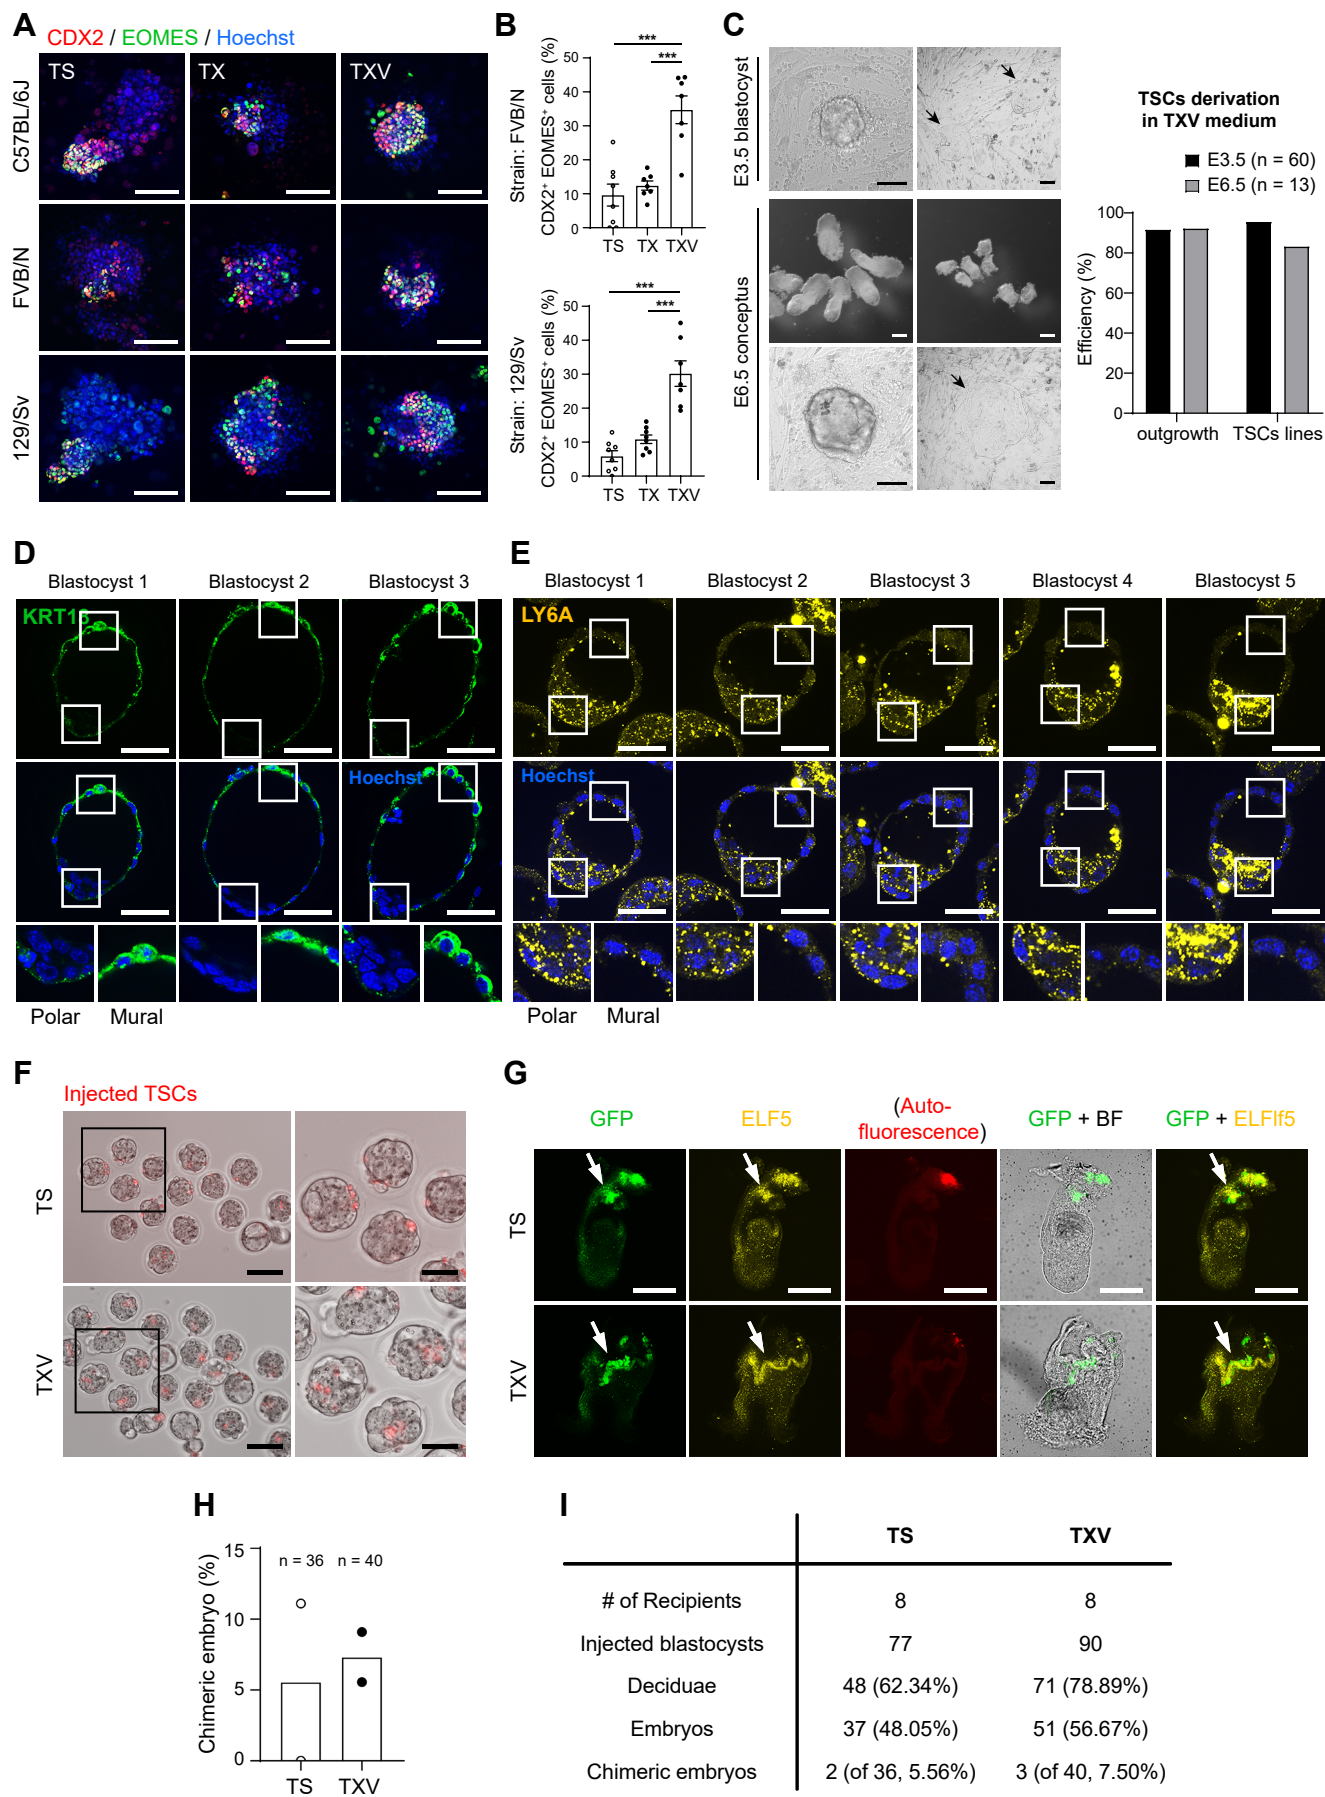 A
CDX2 / EOMES / Hoechst
TS
TX
TXV
C57BL/6J
FVB/N
129/Sv
B
Strain: FVB/N
CDX2+ EOMES+ cells (%)
***
***
50
40
30
20
10
0
TS TX TXV
Strain: 129/Sv
CDX2+ EOMES+ cells (%)
***
***
50
40
30
20
10
0
TS TX TXV
C
E3.5 blastocyst
E6.5 conceptus
TSCs derivation
in TXV medium
E3.5 (n = 60)
E6.5 (n = 13)
Efficiency (%)
100
80
60
40
20
0
outgrowth TSCs lines
D
Blastocyst 1 Blastocyst 2 Blastocyst 3
KRT18
Hoechst
Polar Mural
E
Blastocyst 1 Blastocyst 2 Blastocyst 3 Blastocyst 4 Blastocyst 5
LY6A
Hoechst
Polar Mural
F
Injected TSCs
TS
TXV
G
GFP
ELF5
(Auto-
fluorescence)
GFP + BF
GFP + ELFlf5
TS
TXV
H
Chimeric embryo (%)
15
10
5
0
n = 36 n = 40
TS TXV
I
TS TXV
# of Recipients 8 8
Injected blastocysts 77 90
Deciduae 48 (62.34%) 71 (78.89%)
Embryos 37 (48.05%) 51 (56.67%)
Chimeric embryos 2 (of 36, 5.56%) 3 (of 40, 7.50%)